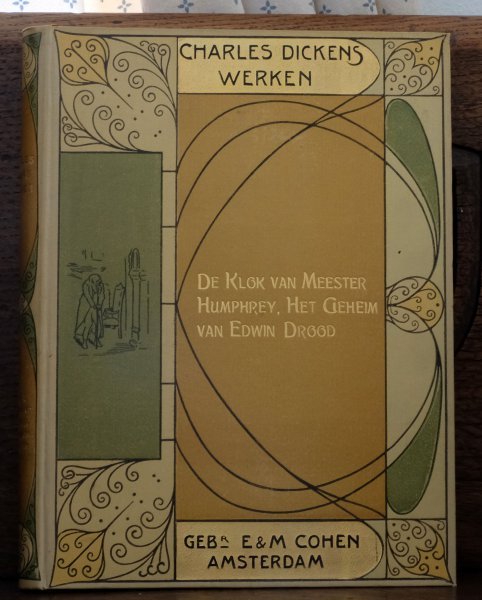 CHARLES DICKENS
WERKEN
DE KLOK VAN MEESTER
HUMPHREY, HET GEHEIM
VAN EDWIN DROOD
GEBR E & M COHEN
AMSTERDAM